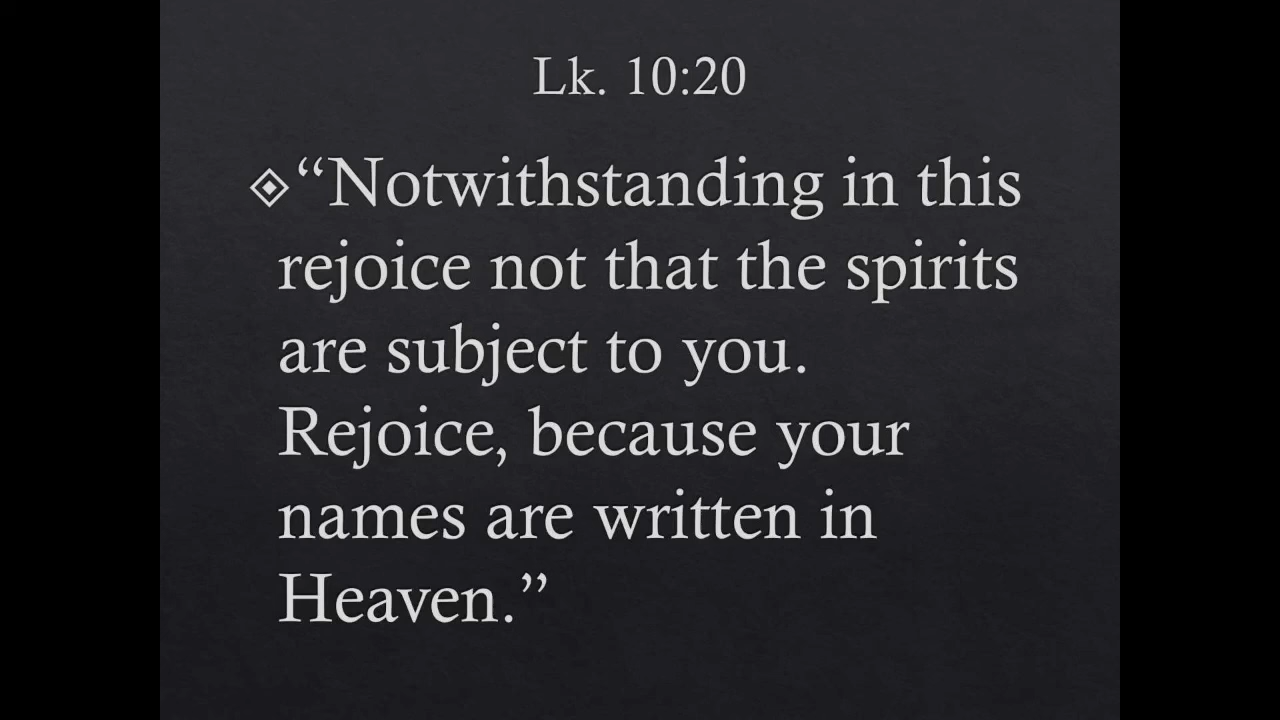 Lk. 10:20
“Notwithstanding in this
rejoice not that the spirits
are subject to you.
Rejoice, because your
names are written in
Heaven.”